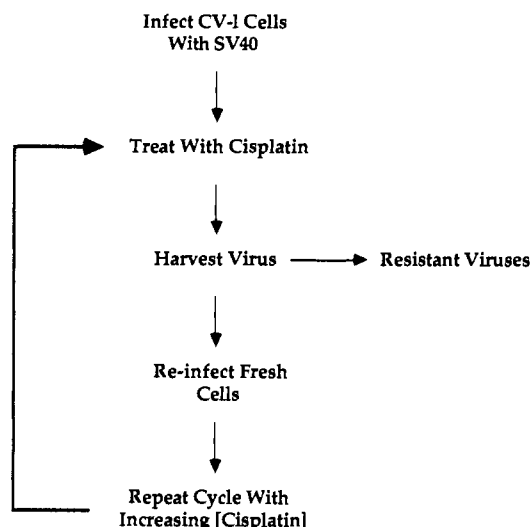 Infect CV-1 Cells
With SV40
Treat With Cisplatin
Harvest Virus
Resistant Viruses
Re-infect Fresh
Cells
Repeat Cycle With
Increasing [Cisplatin]